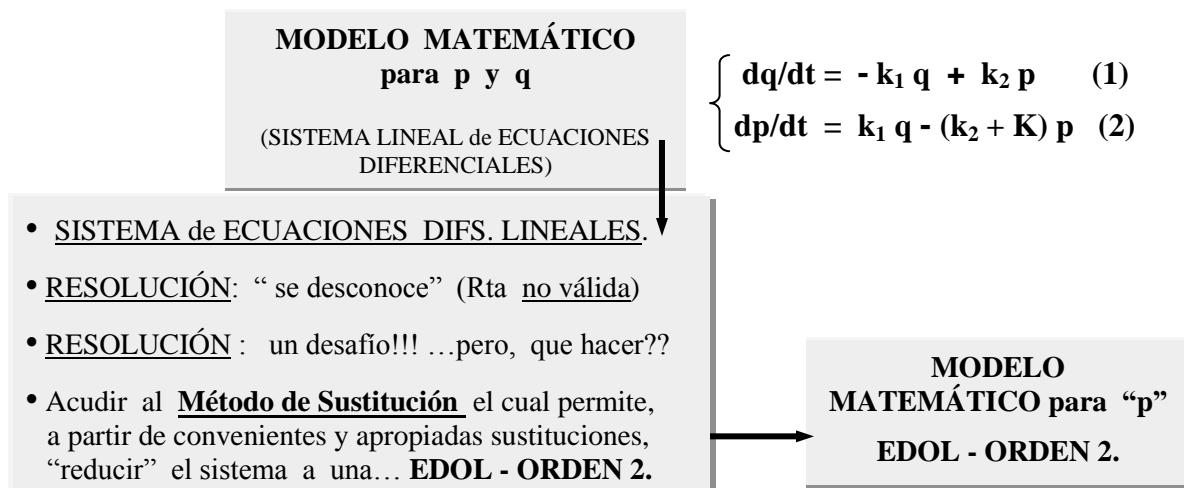 MODELO MATEMÁTICO
para p y q
(SISTEMA LINEAL de ECUACIONES
DIFERENCIALES)
dq/dt = - k₁ q + k₂ p (1)
dp/dt = k₁ q - (k₂ + K) p (2)
• SISTEMA de ECUACIONES DIFS. LINEALES.
• RESOLUCIÓN: “ se desconoce” (Rta no válida)
• RESOLUCIÓN : un desafío!!! …pero, que hacer??
• Acudir al Método de Sustitución el cual permite,
a partir de convenientes y apropiadas sustituciones,
“reducir” el sistema a una… EDOL - ORDEN 2.
MODELO
MATEMÁTICO para “p”
EDOL - ORDEN 2.